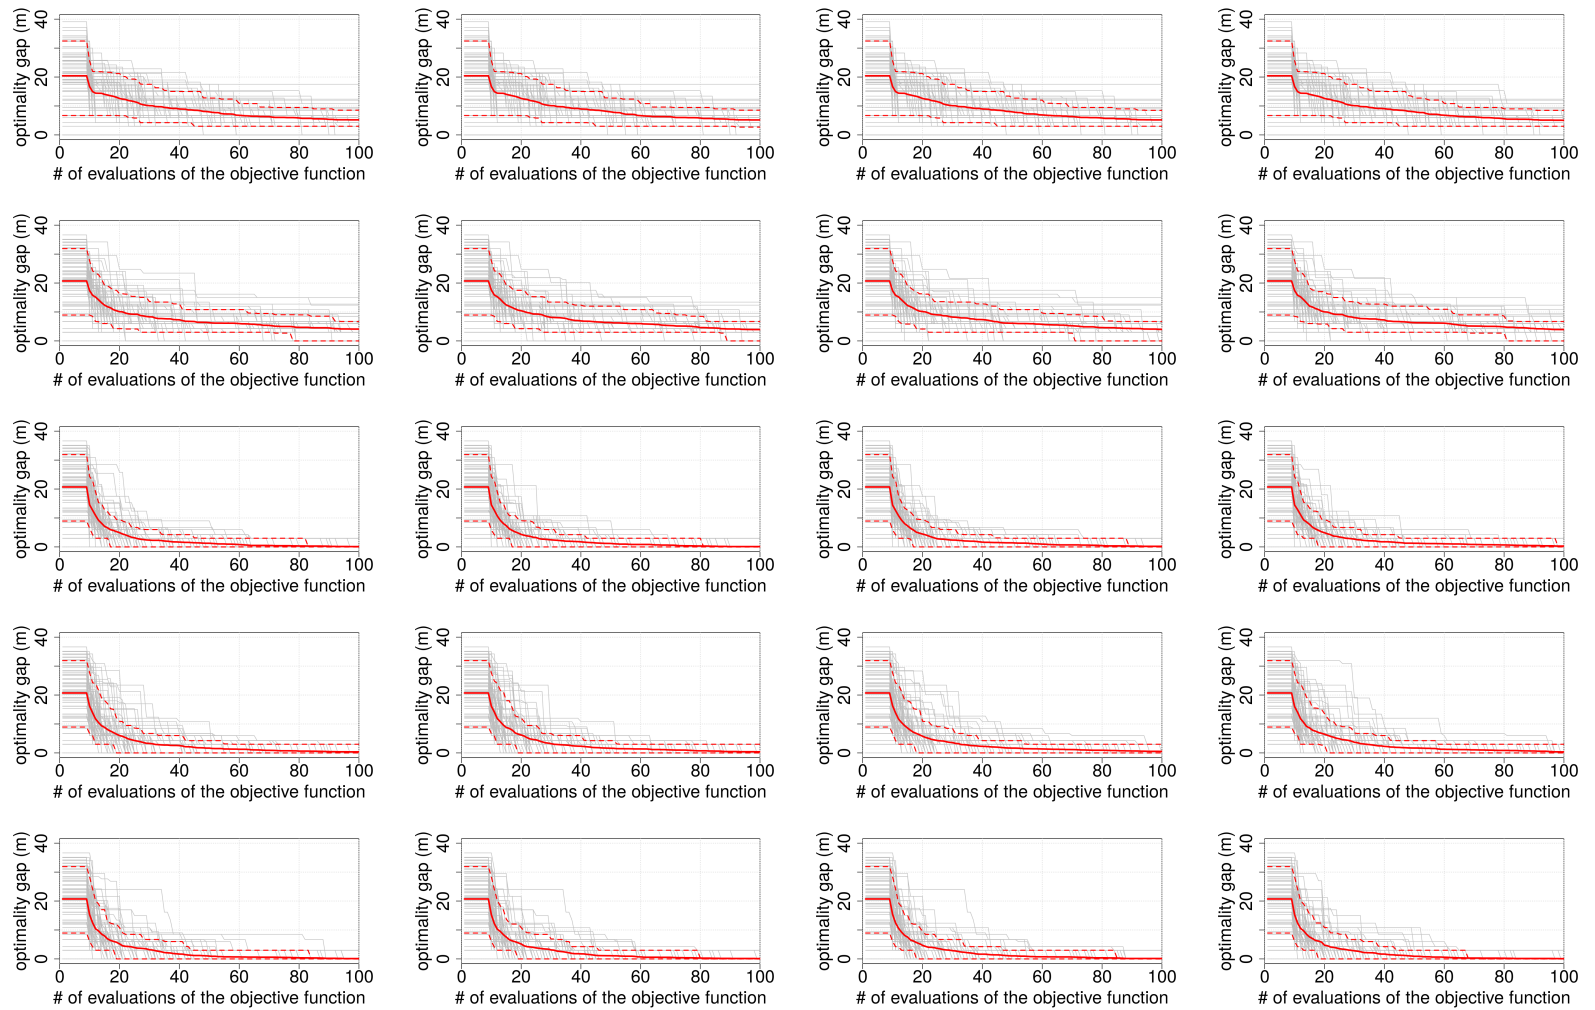 optimality gap (m) 0 20 40 optimality gap (m) 0 20 40 optimality gap (m) 0 20 40 optimality gap (m) 0 20 40
0 20 40 60 80 100 0 20 40 60 80 100 0 20 40 60 80 100 0 20 40 60 80 100
# of evaluations of the objective function # of evaluations of the objective function # of evaluations of the objective function # of evaluations of the objective function
optimality gap (m) 0 20 40 optimality gap (m) 0 20 40 optimality gap (m) 0 20 40 optimality gap (m) 0 20 40
0 20 40 60 80 100 0 20 40 60 80 100 0 20 40 60 80 100 0 20 40 60 80 100
# of evaluations of the objective function # of evaluations of the objective function # of evaluations of the objective function # of evaluations of the objective function
optimality gap (m) 0 20 40 optimality gap (m) 0 20 40 optimality gap (m) 0 20 40 optimality gap (m) 0 20 40
0 20 40 60 80 100 0 20 40 60 80 100 0 20 40 60 80 100 0 20 40 60 80 100
# of evaluations of the objective function # of evaluations of the objective function # of evaluations of the objective function # of evaluations of the objective function
optimality gap (m) 0 20 40 optimality gap (m) 0 20 40 optimality gap (m) 0 20 40 optimality gap (m) 0 20 40
0 20 40 60 80 100 0 20 40 60 80 100 0 20 40 60 80 100 0 20 40 60 80 100
# of evaluations of the objective function # of evaluations of the objective function # of evaluations of the objective function # of evaluations of the objective function
optimality gap (m) 0 20 40 optimality gap (m) 0 20 40 optimality gap (m) 0 20 40 optimality gap (m) 0 20 40
0 20 40 60 80 100 0 20 40 60 80 100 0 20 40 60 80 100 0 20 40 60 80 100
# of evaluations of the objective function # of evaluations of the objective function # of evaluations of the objective function # of evaluations of the objective function